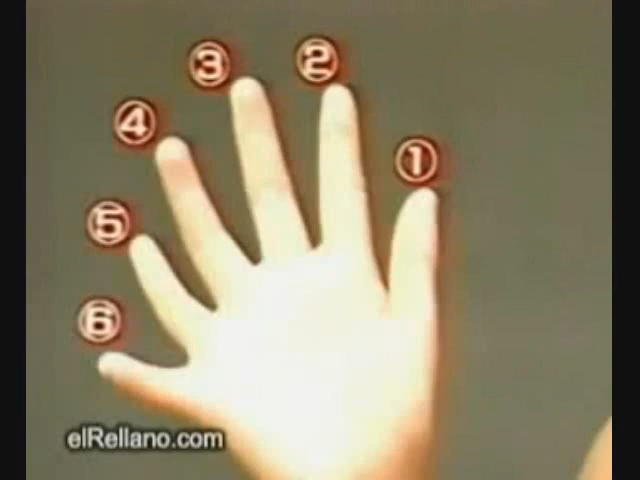 ③ ②
④ ①
⑤
⑥
elRellano.com